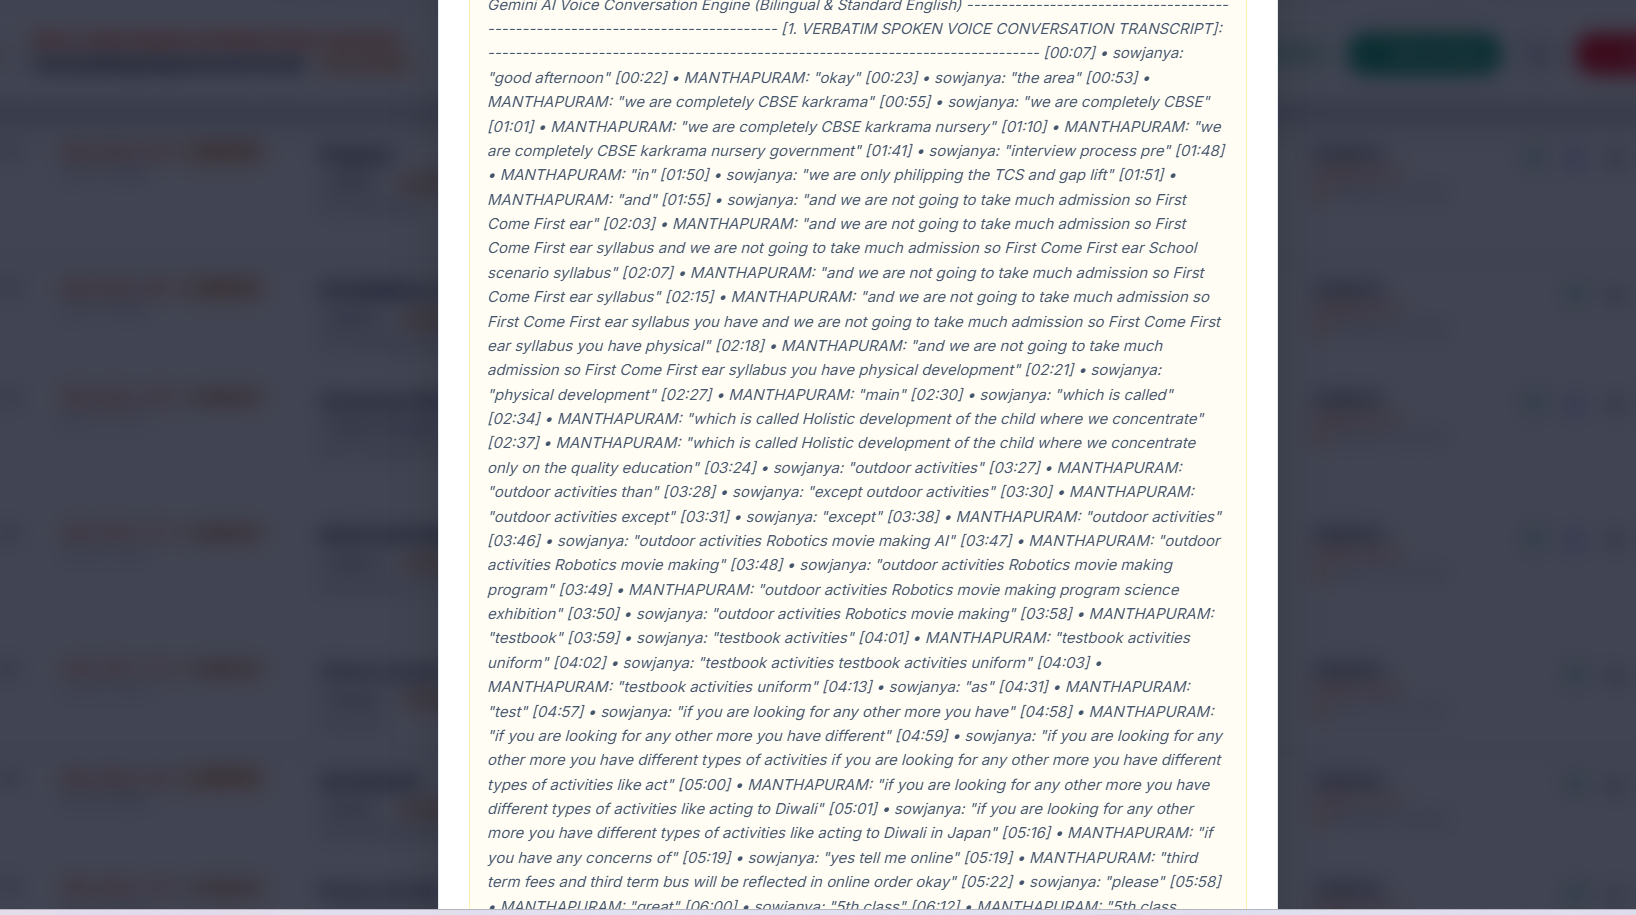 Gemini AI Voice Conversation Engine (Bilingual & Standard English) --------------------------------------
------------------------------------------ [1. VERBATIM SPOKEN VOICE CONVERSATION TRANSCRIPT]:
-------------------------------------------------------------------------------- [00:07] • sowjanya:
"good afternoon" [00:22] • MANTHAPURAM: "okay" [00:23] • sowjanya: "the area" [00:53] •
MANTHAPURAM: "we are completely CBSE karkrama" [00:55] • sowjanya: "we are completely CBSE"
[01:01] • MANTHAPURAM: "we are completely CBSE karkrama nursery" [01:10] • MANTHAPURAM: "we
are completely CBSE karkrama nursery government" [01:41] • sowjanya: "interview process pre" [01:48]
• MANTHAPURAM: "in" [01:50] • sowjanya: "we are only philipping the TCS and gap lift" [01:51] •
MANTHAPURAM: "and" [01:55] • sowjanya: "and we are not going to take much admission so First
Come First ear" [02:03] • MANTHAPURAM: "and we are not going to take much admission so First
Come First ear syllabus and we are not going to take much admission so First Come First ear School
scenario syllabus" [02:07] • MANTHAPURAM: "and we are not going to take much admission so First
Come First ear syllabus" [02:15] • MANTHAPURAM: "and we are not going to take much admission so
First Come First ear syllabus you have and we are not going to take much admission so First Come First
ear syllabus you have physical" [02:18] • MANTHAPURAM: "and we are not going to take much
admission so First Come First ear syllabus you have physical development" [02:21] • sowjanya:
"physical development" [02:27] • MANTHAPURAM: "main" [02:30] • sowjanya: "which is called"
[02:34] • MANTHAPURAM: "which is called Holistic development of the child where we concentrate"
[02:37] • MANTHAPURAM: "which is called Holistic development of the child where we concentrate
only on the quality education" [03:24] • sowjanya: "outdoor activities" [03:27] • MANTHAPURAM:
"outdoor activities than" [03:28] • sowjanya: "except outdoor activities" [03:30] • MANTHAPURAM:
"outdoor activities except" [03:31] • sowjanya: "except" [03:38] • MANTHAPURAM: "outdoor activities"
[03:46] • sowjanya: "outdoor activities Robotics movie making AI" [03:47] • MANTHAPURAM: "outdoor
activities Robotics movie making" [03:48] • sowjanya: "outdoor activities Robotics movie making
program" [03:49] • MANTHAPURAM: "outdoor activities Robotics movie making program science
exhibition" [03:50] • sowjanya: "outdoor activities Robotics movie making" [03:58] • MANTHAPURAM:
"testbook" [03:59] • sowjanya: "testbook activities" [04:01] • MANTHAPURAM: "testbook activities
uniform" [04:02] • sowjanya: "testbook activities testbook activities uniform" [04:03] •
MANTHAPURAM: "testbook activities uniform" [04:13] • sowjanya: "as" [04:31] • MANTHAPURAM:
"test" [04:57] • sowjanya: "if you are looking for any other more you have" [04:58] • MANTHAPURAM:
"if you are looking for any other more you have different" [04:59] • sowjanya: "if you are looking for any
other more you have different types of activities if you are looking for any other more you have different
types of activities like act" [05:00] • MANTHAPURAM: "if you are looking for any other more you have
different types of activities like acting to Diwali" [05:01] • sowjanya: "if you are looking for any other
more you have different types of activities like acting to Diwali in Japan" [05:16] • MANTHAPURAM: "if
you have any concerns of" [05:19] • sowjanya: "yes tell me online" [05:19] • MANTHAPURAM: "third
term fees and third term bus will be reflected in online order okay" [05:22] • sowjanya: "please" [05:58]
• MANTHAPURAM: "great" [06:00] • sowjanya: "5th class" [06:12] • MANTHAPURAM: "5th class